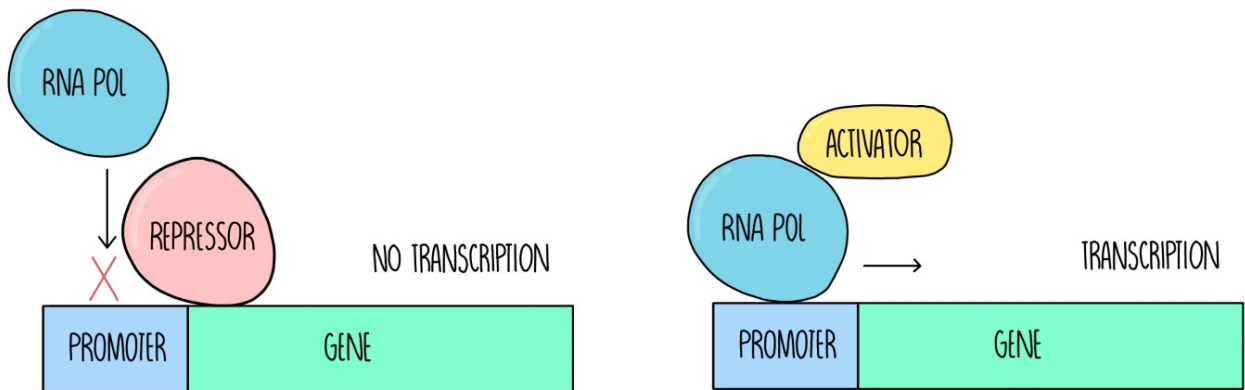 RNA POL
REPRESSOR
NO TRANSCRIPTION
PROMOTER
GENE
ACTIVATOR
RNA POL
TRANSCRIPTION
PROMOTER
GENE